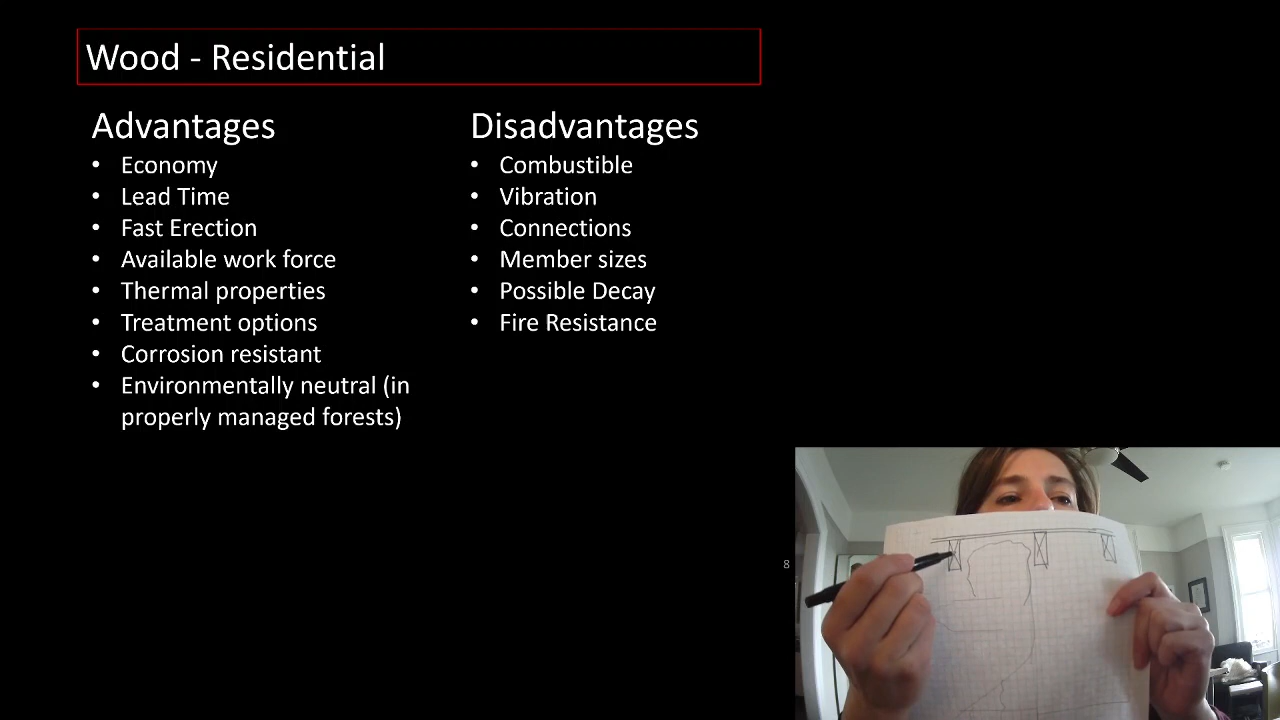 Wood - Residential
Advantages
• Economy
• Lead Time
• Fast Erection
• Available work force
• Thermal properties
• Treatment options
• Corrosion resistant
• Environmentally neutral (in
properly managed forests)
Disadvantages
• Combustible
• Vibration
• Connections
• Member sizes
• Possible Decay
• Fire Resistance
8